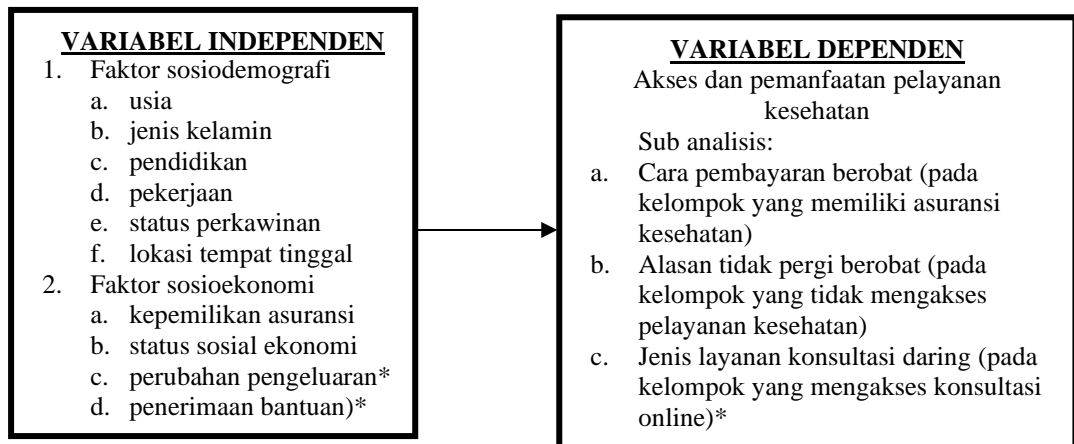 VARIABEL INDEPENDEN
1. Faktor sosiodemografi
a. usia
b. jenis kelamin
c. pendidikan
d. pekerjaan
e. status perkawinan
f. lokasi tempat tinggal
2. Faktor sosioekonomi
a. kepemilikan asuransi
b. status sosial ekonomi
c. perubahan pengeluaran*
d. penerimaan bantuan)*
VARIABEL DEPENDEN
Akses dan pemanfaatan pelayanan
kesehatan
Sub analisis:
a. Cara pembayaran berobat (pada
kelompok yang memiliki asuransi
kesehatan)
b. Alasan tidak pergi berobat (pada
kelompok yang tidak mengakses
pelayanan kesehatan)
c. Jenis layanan konsultasi daring (pada
kelompok yang mengakses konsultasi
online)*